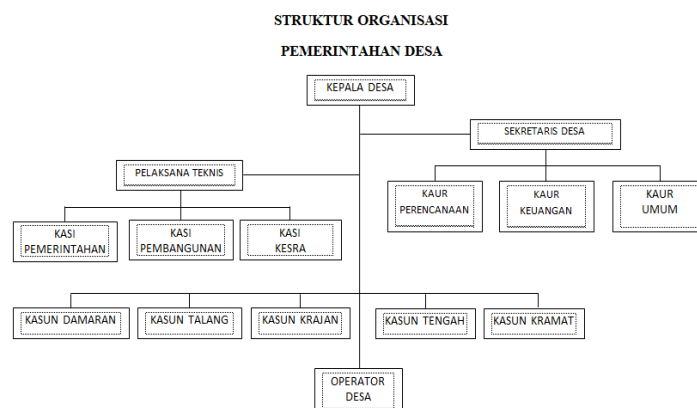 STRUKTUR ORGANISASI
PEMERINTAHAN DESA
KEPALA DESA
SEKRETARIS DESA
PELAKSANA TEKNIS
KAUR
PERENCANAAN
KAUR
KEUANGAN
KAUR
UMUM
KASI
PEMERINTAHAN
KASI
PEMBANGUNAN
KASI
KESRA
KASUN DAMARAN
KASUN TALANG
KASUN KRAJAN
KASUN TENGAH
KASUN KRAMAT
OPERATOR
DESA